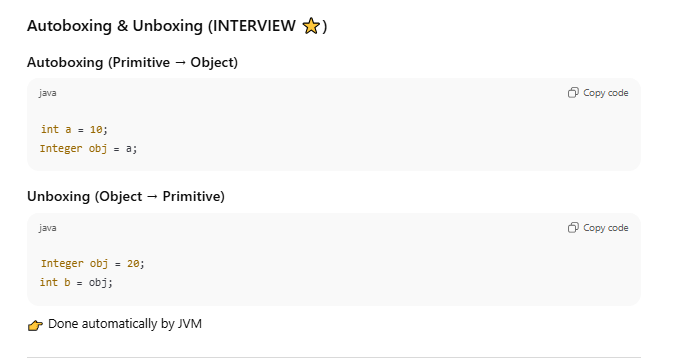 Autoboxing & Unboxing (INTERVIEW ⭐)
Autoboxing (Primitive → Object)
java Copy code
int a = 10;
Integer obj = a;
Unboxing (Object → Primitive)
java Copy code
Integer obj = 20;
int b = obj;
👉 Done automatically by JVM